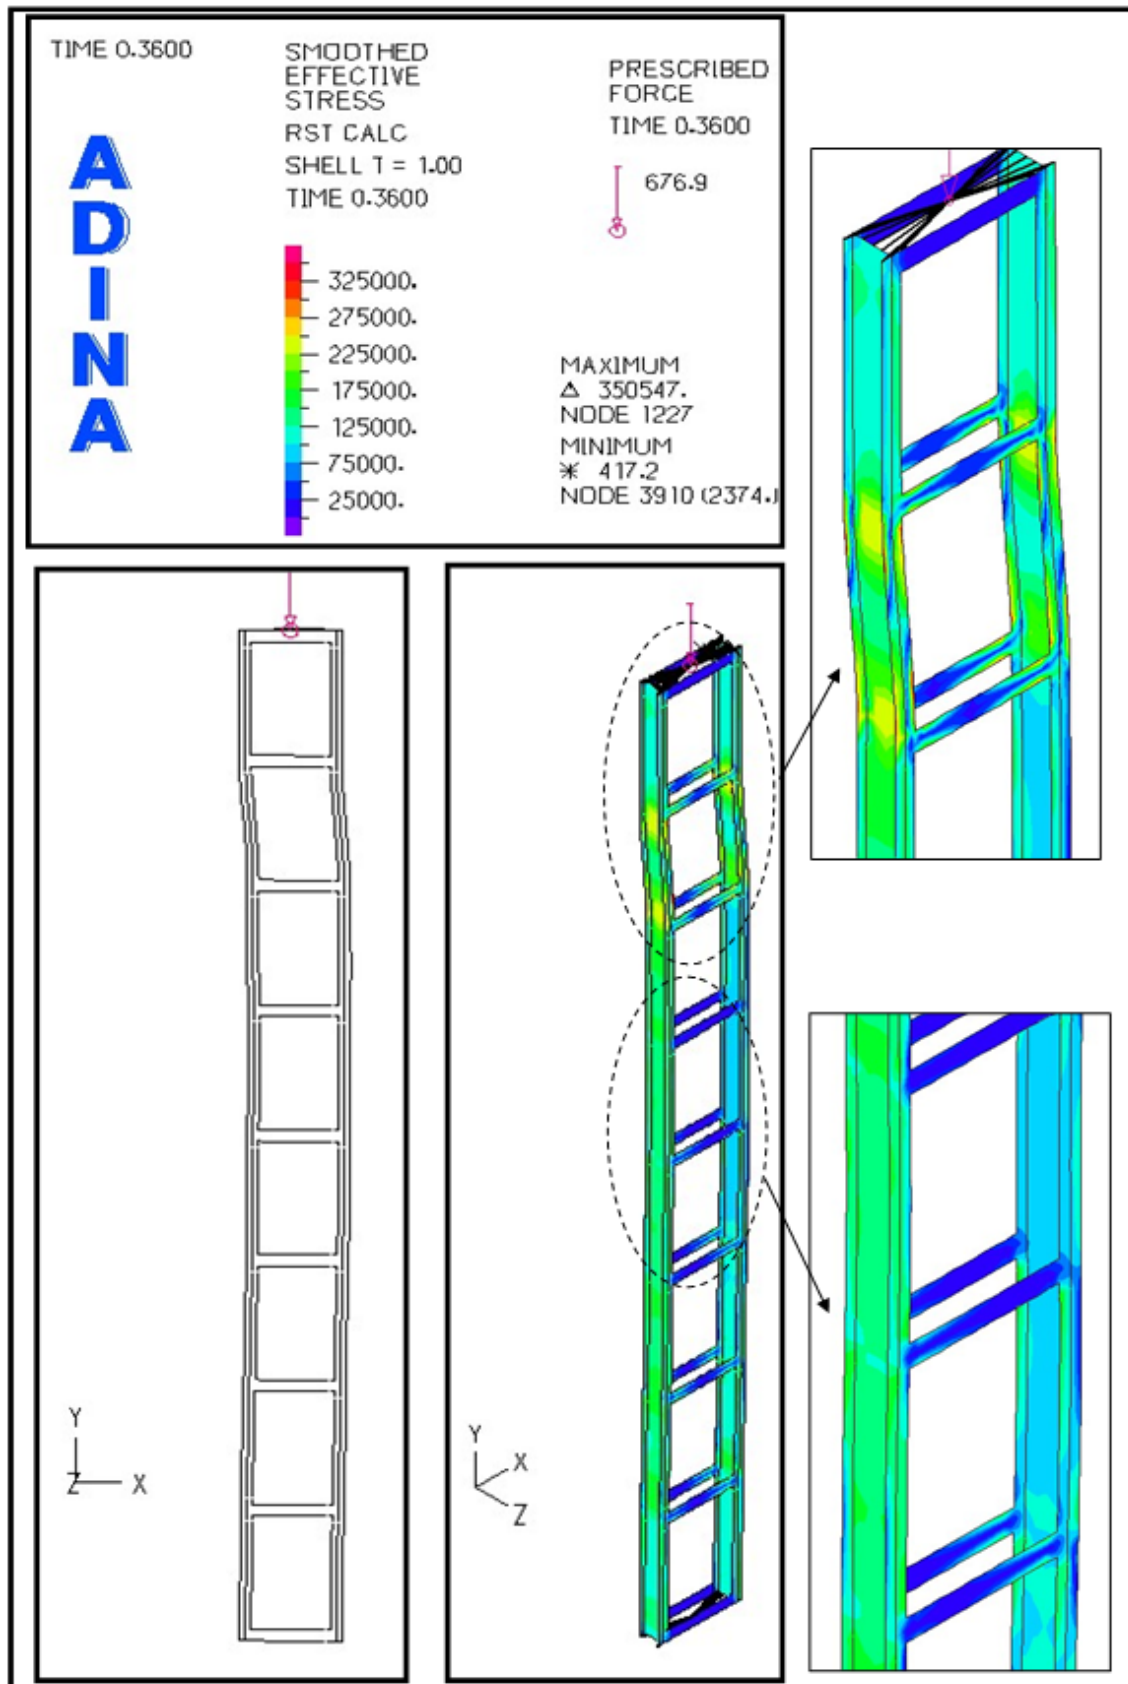 TIME 0.3600
ADINA
SMOOTHED
EFFECTIVE
STRESS
RST CALC
SHELL T = 1.00
TIME 0.3600
325000.
275000.
225000.
175000.
125000.
75000.
25000.
PRESCRIBED
FORCE
TIME 0.3600
676.9
MAXIMUM
△ 350547.
NODE 1227
MINIMUM
✳ 417.2
NODE 3910 (2374.)
Y
Z X
Y
X
Z